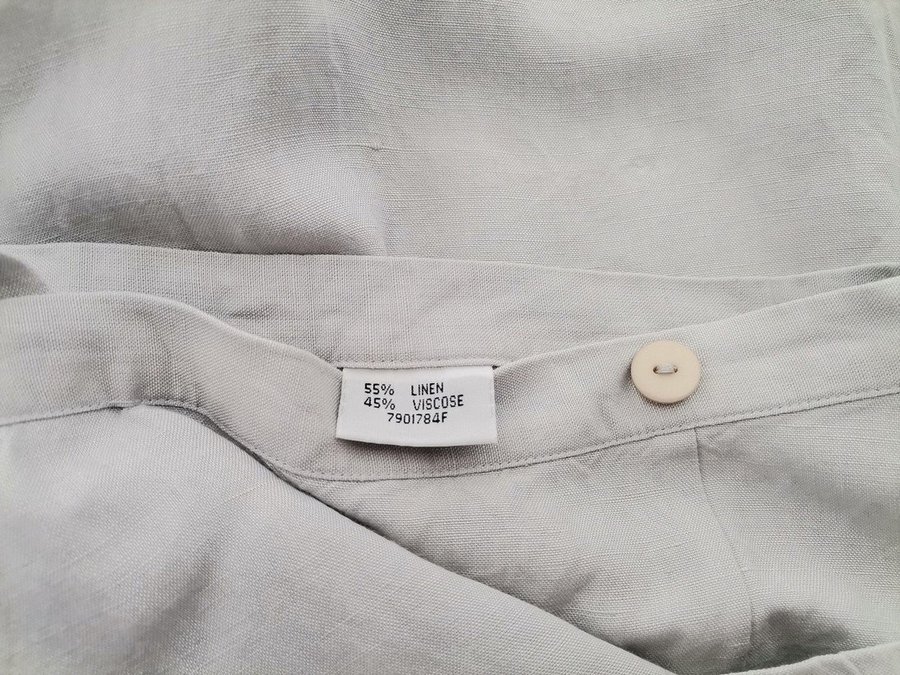 55% LINEN
45% VISCOSE
7901784F